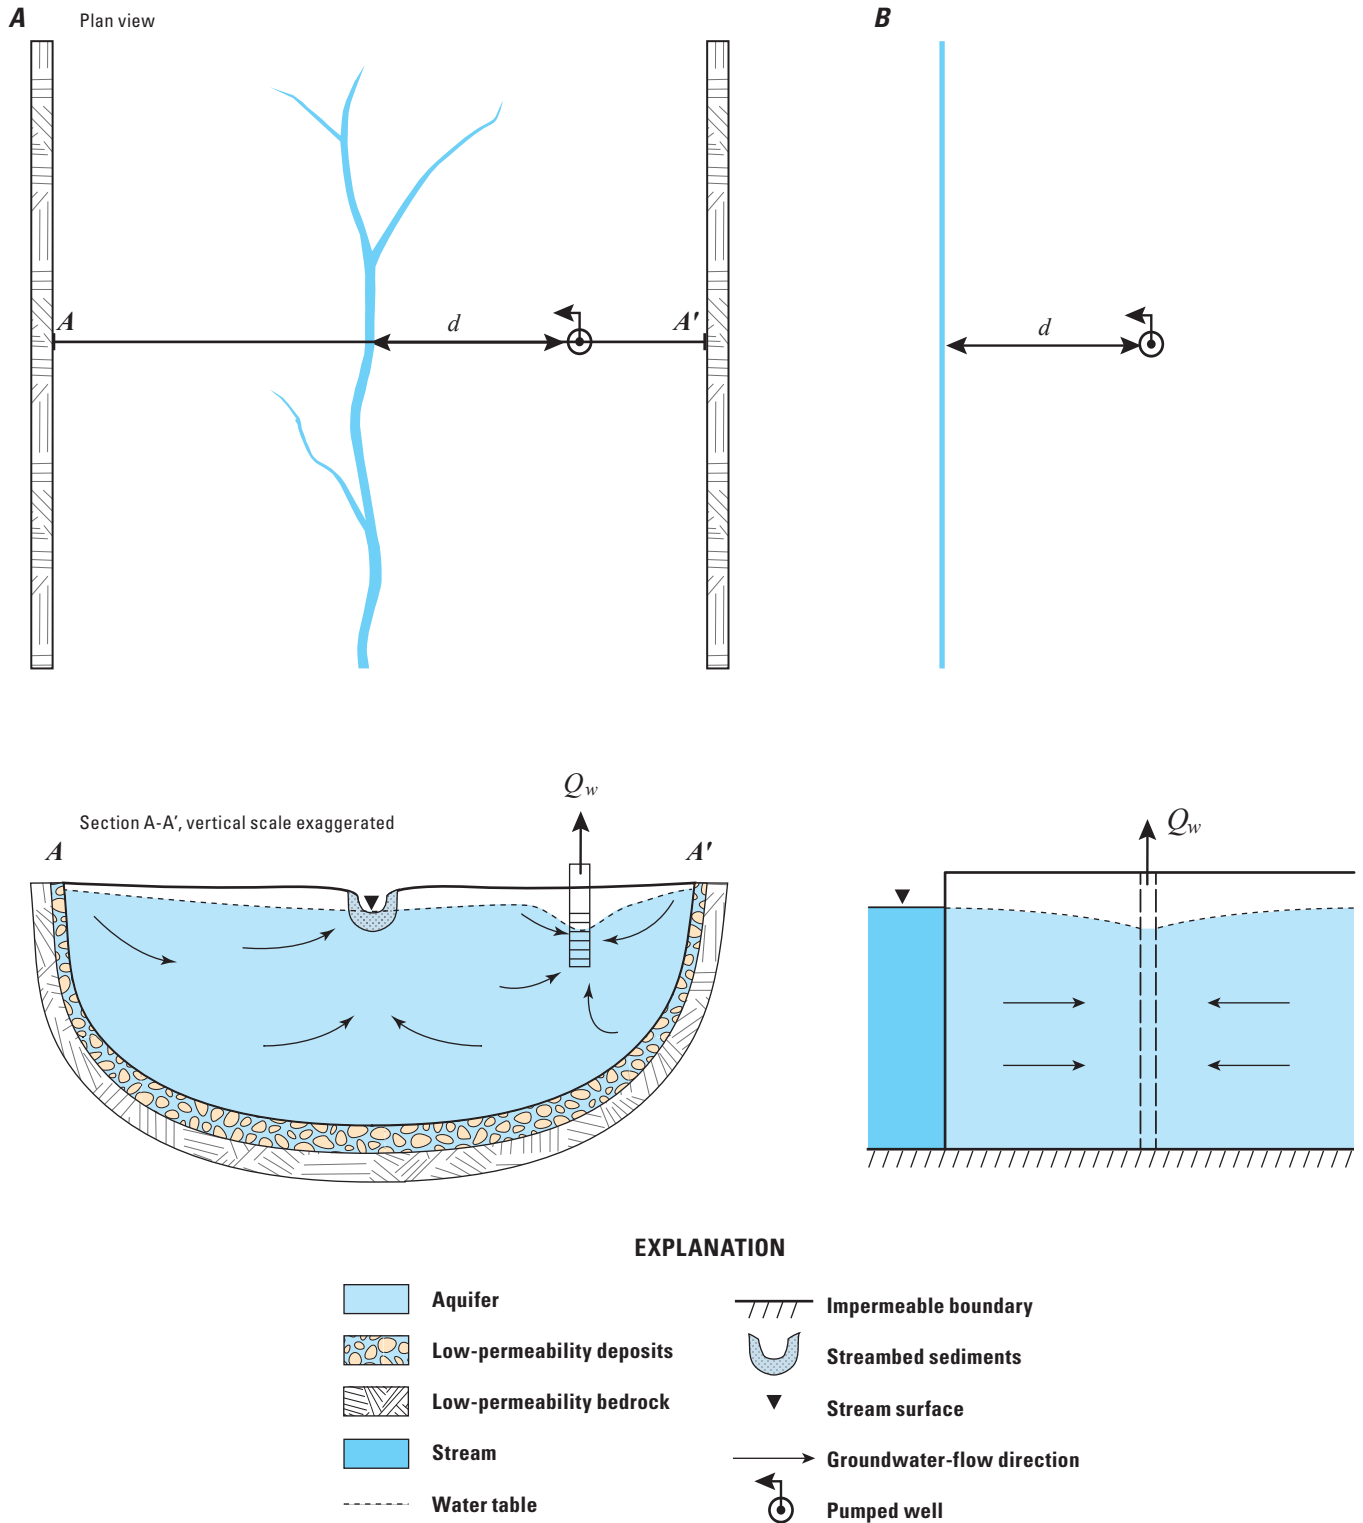 A Plan view
B
A d A′
d
Qw
Section A-A′, vertical scale exaggerated
A A′
Qw
EXPLANATION
Aquifer
Low-permeability deposits
Low-permeability bedrock
Stream
Water table
Impermeable boundary
Streambed sediments
Stream surface
Groundwater-flow direction
Pumped well